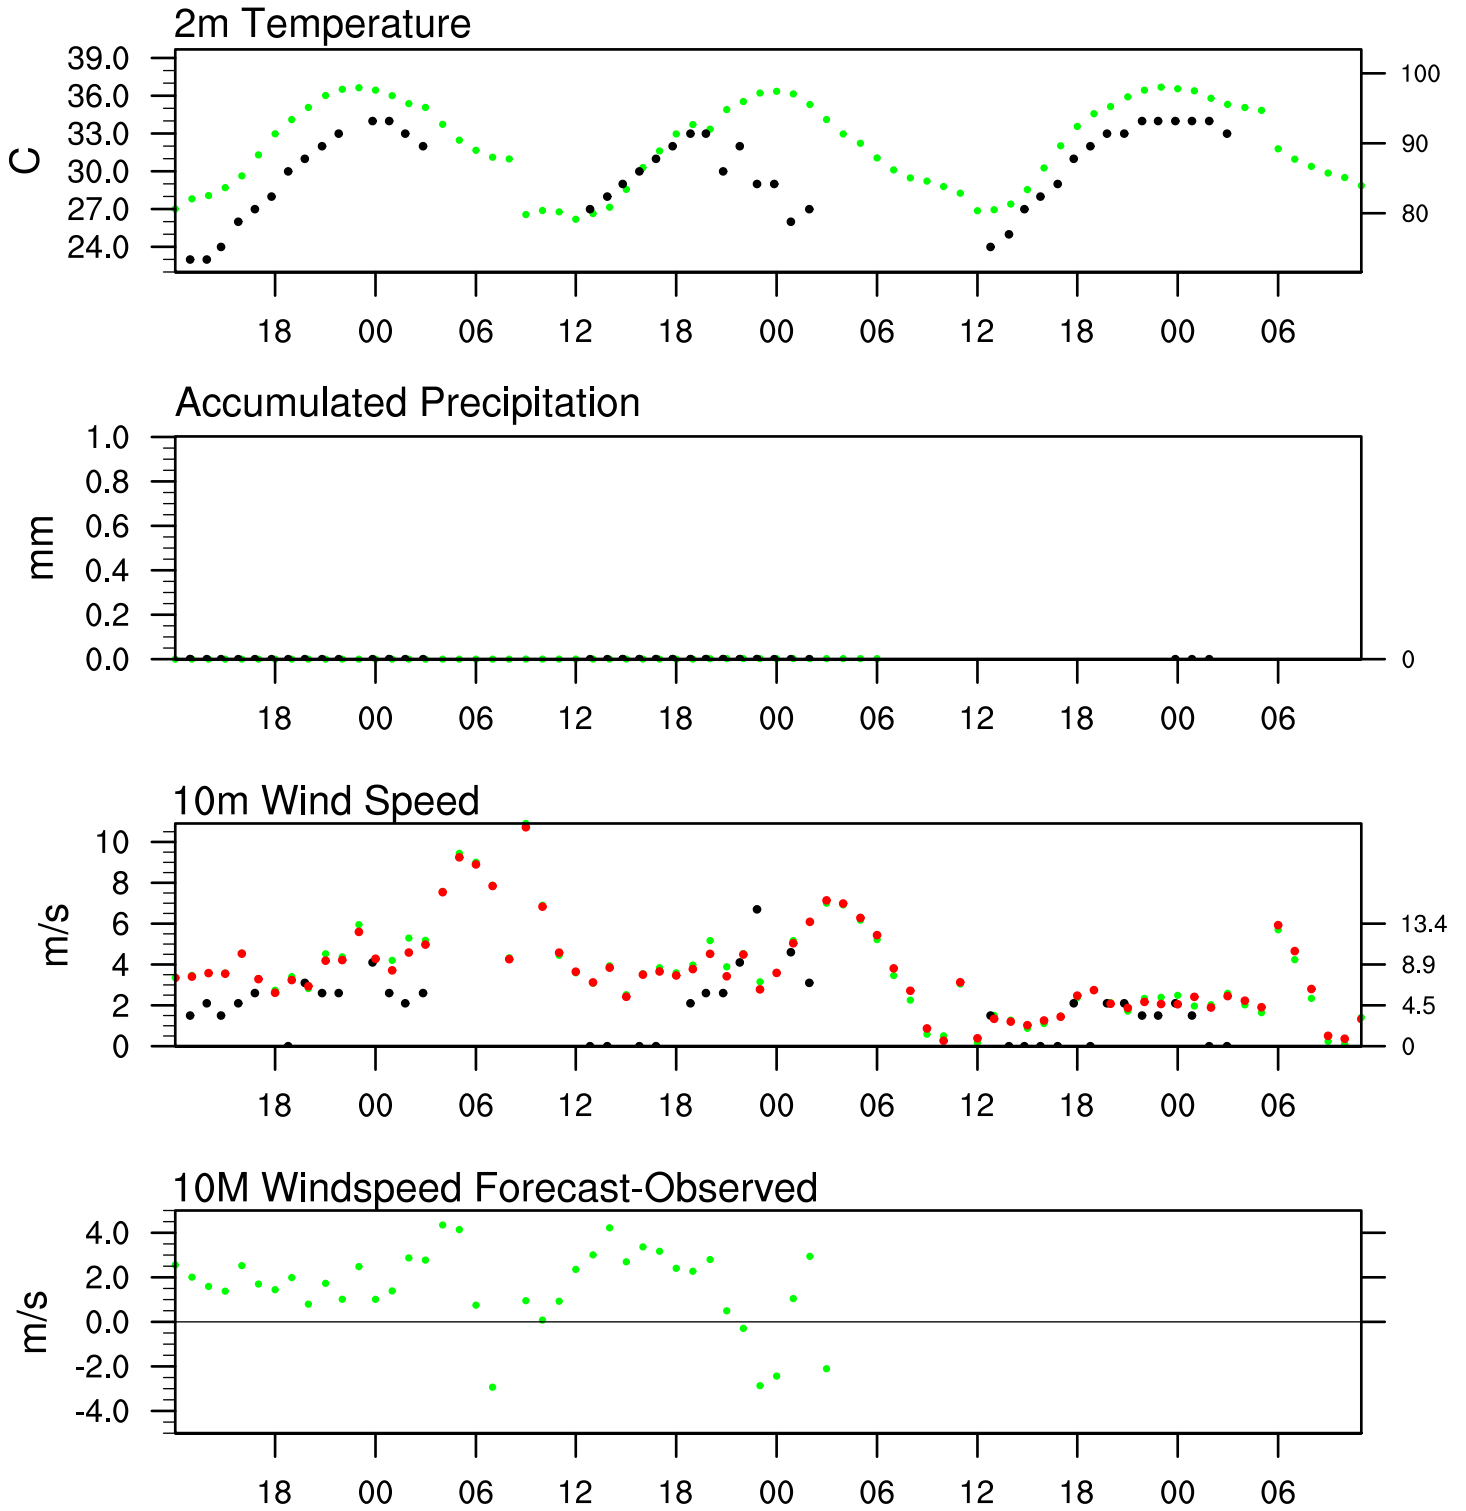 2m Temperature
39.0
36.0
33.0
30.0
27.0
24.0
C
100
90
80
18 00 06 12 18 00 06 12 18 00 06
Accumulated Precipitation
1.0
0.8
0.6
0.4
0.2
0.0
mm
0
18 00 06 12 18 00 06 12 18 00 06
10m Wind Speed
10
8
6
4
2
0
m/s
13.4
8.9
4.5
0
18 00 06 12 18 00 06 12 18 00 06
10M Windspeed Forecast-Observed
4.0
2.0
0.0
-2.0
-4.0
m/s
18 00 06 12 18 00 06 12 18 00 06